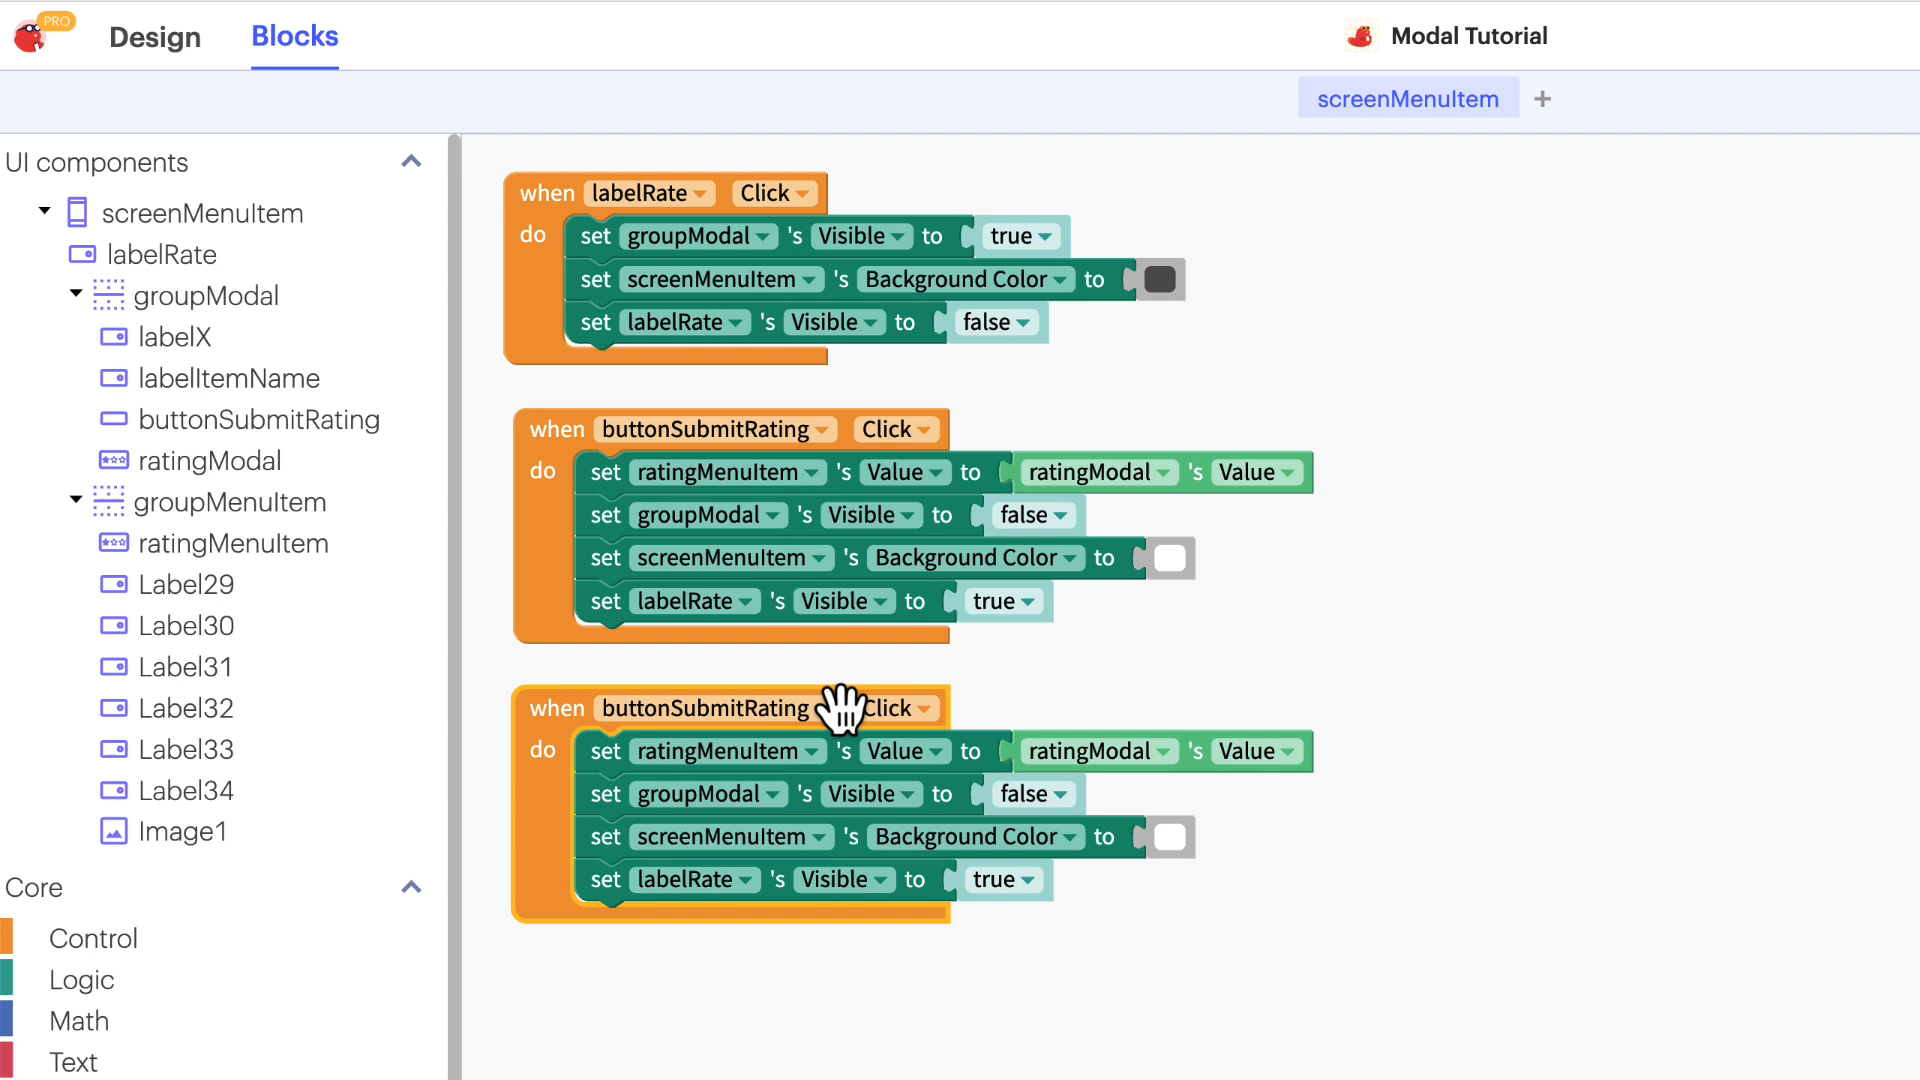 PRO
Design
Blocks
Modal Tutorial
screenMenuItem +
UI components
screenMenuItem
labelRate
groupModal
labelX
labelItemName
buttonSubmitRating
ratingModal
groupMenuItem
ratingMenuItem
Label29
Label30
Label31
Label32
Label33
Label34
Image1
Core
Control
Logic
Math
Text
when labelRate Click
do set groupModal 's Visible to true
set screenMenuItem 's Background Color to
set labelRate 's Visible to false
when buttonSubmitRating Click
do set ratingMenuItem 's Value to ratingModal 's Value
set groupModal 's Visible to false
set screenMenuItem 's Background Color to
set labelRate 's Visible to true
when buttonSubmitRating Click
do set ratingMenuItem 's Value to ratingModal 's Value
set groupModal 's Visible to false
set screenMenuItem 's Background Color to
set labelRate 's Visible to true